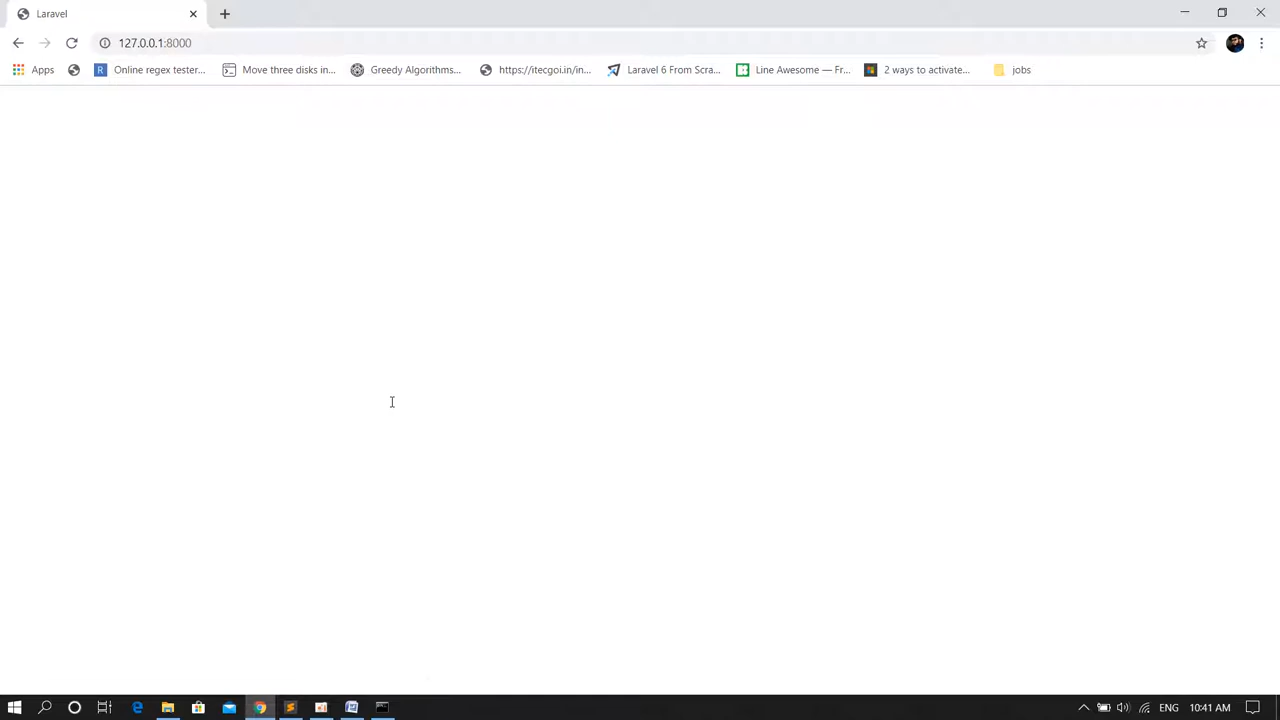 Laravel
127.0.0.1:8000
Apps
Online regex tester...
Move three disks in...
Greedy Algorithms...
https://itecgoi.in/in...
Laravel 6 From Scra...
Line Awesome — Fr...
2 ways to activate...
jobs
ENG
10:41 AM